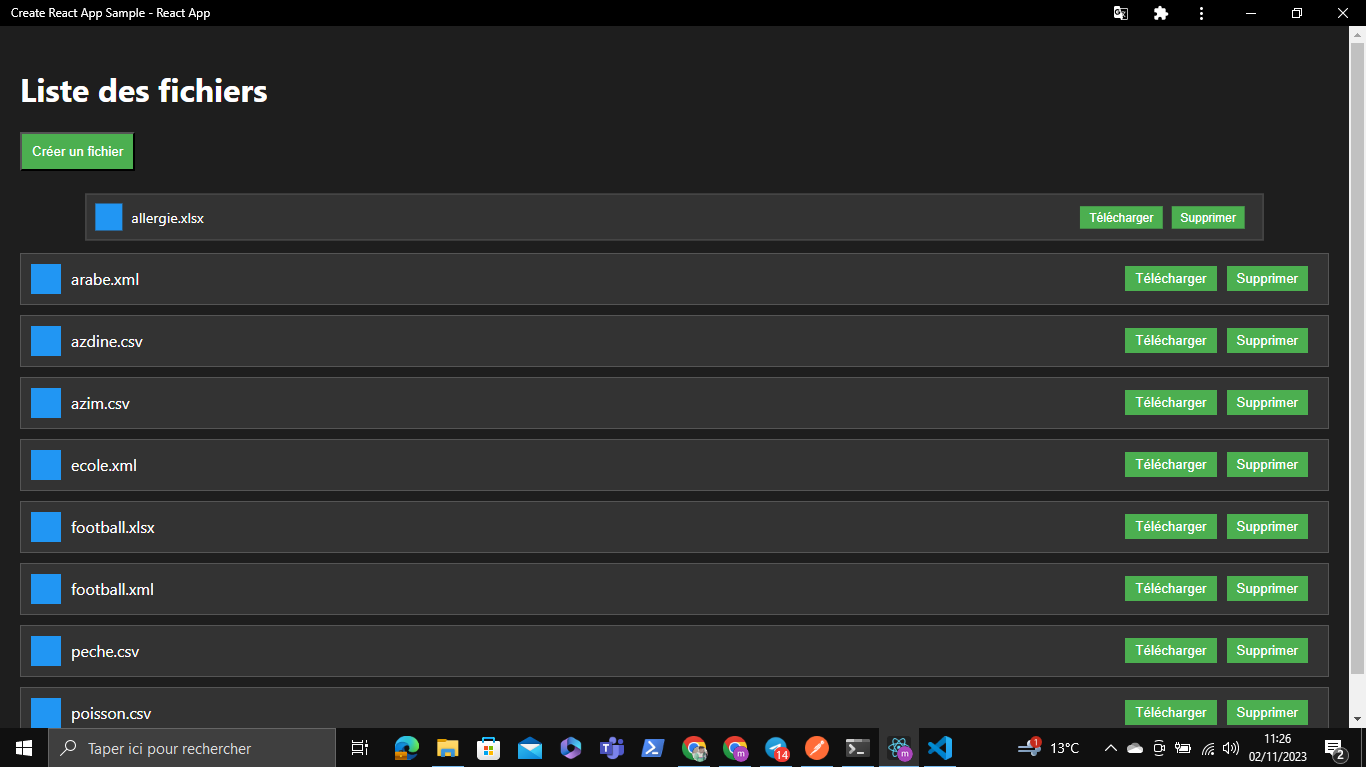 Create React App Sample - React App
Liste des fichiers
Créer un fichier
allergie.xlsx Télécharger Supprimer
arabe.xml Télécharger Supprimer
azdine.csv Télécharger Supprimer
azim.csv Télécharger Supprimer
ecole.xml Télécharger Supprimer
football.xlsx Télécharger Supprimer
football.xml Télécharger Supprimer
peche.csv Télécharger Supprimer
poisson.csv Télécharger Supprimer
Taper ici pour rechercher
m
14
m
1
13°C
11:26
02/11/2023
2